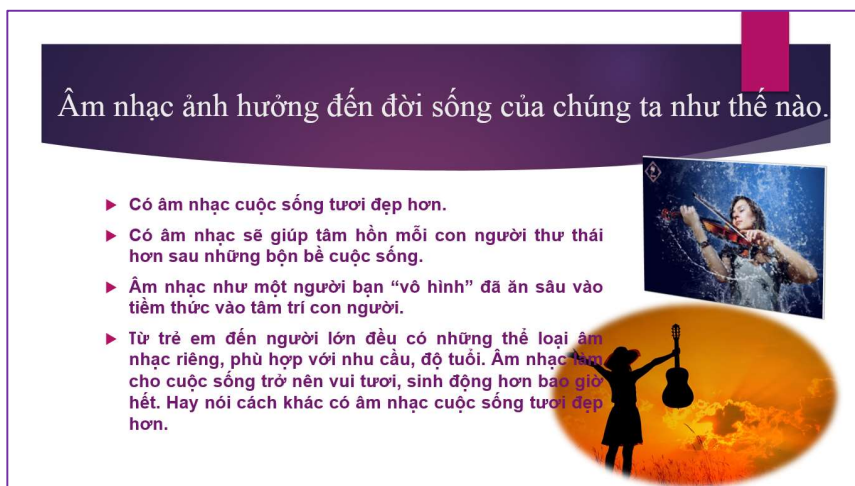 Âm nhạc ảnh hưởng đến đời sống của chúng ta như thế nào.
Có âm nhạc cuộc sống tươi đẹp hơn.
Có âm nhạc sẽ giúp tâm hồn mỗi con người thư thái
hơn sau những bộn bề cuộc sống.
Âm nhạc như một người bạn “vô hình” đã ăn sâu vào
tiềm thức vào tâm trí con người.
Từ trẻ em đến người lớn đều có những thể loại âm
nhạc riêng, phù hợp với nhu cầu, độ tuổi. Âm nhạc làm
cho cuộc sống trở nên vui tươi, sinh động hơn bao giờ
hết. Hay nói cách khác có âm nhạc cuộc sống tươi đẹp
hơn.